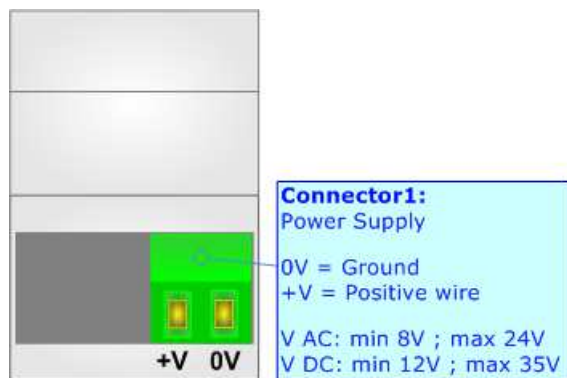 Connector1:
Power Supply
0V = Ground
+V = Positive wire
V AC: min 8V ; max 24V
V DC: min 12V ; max 35V
+V 0V